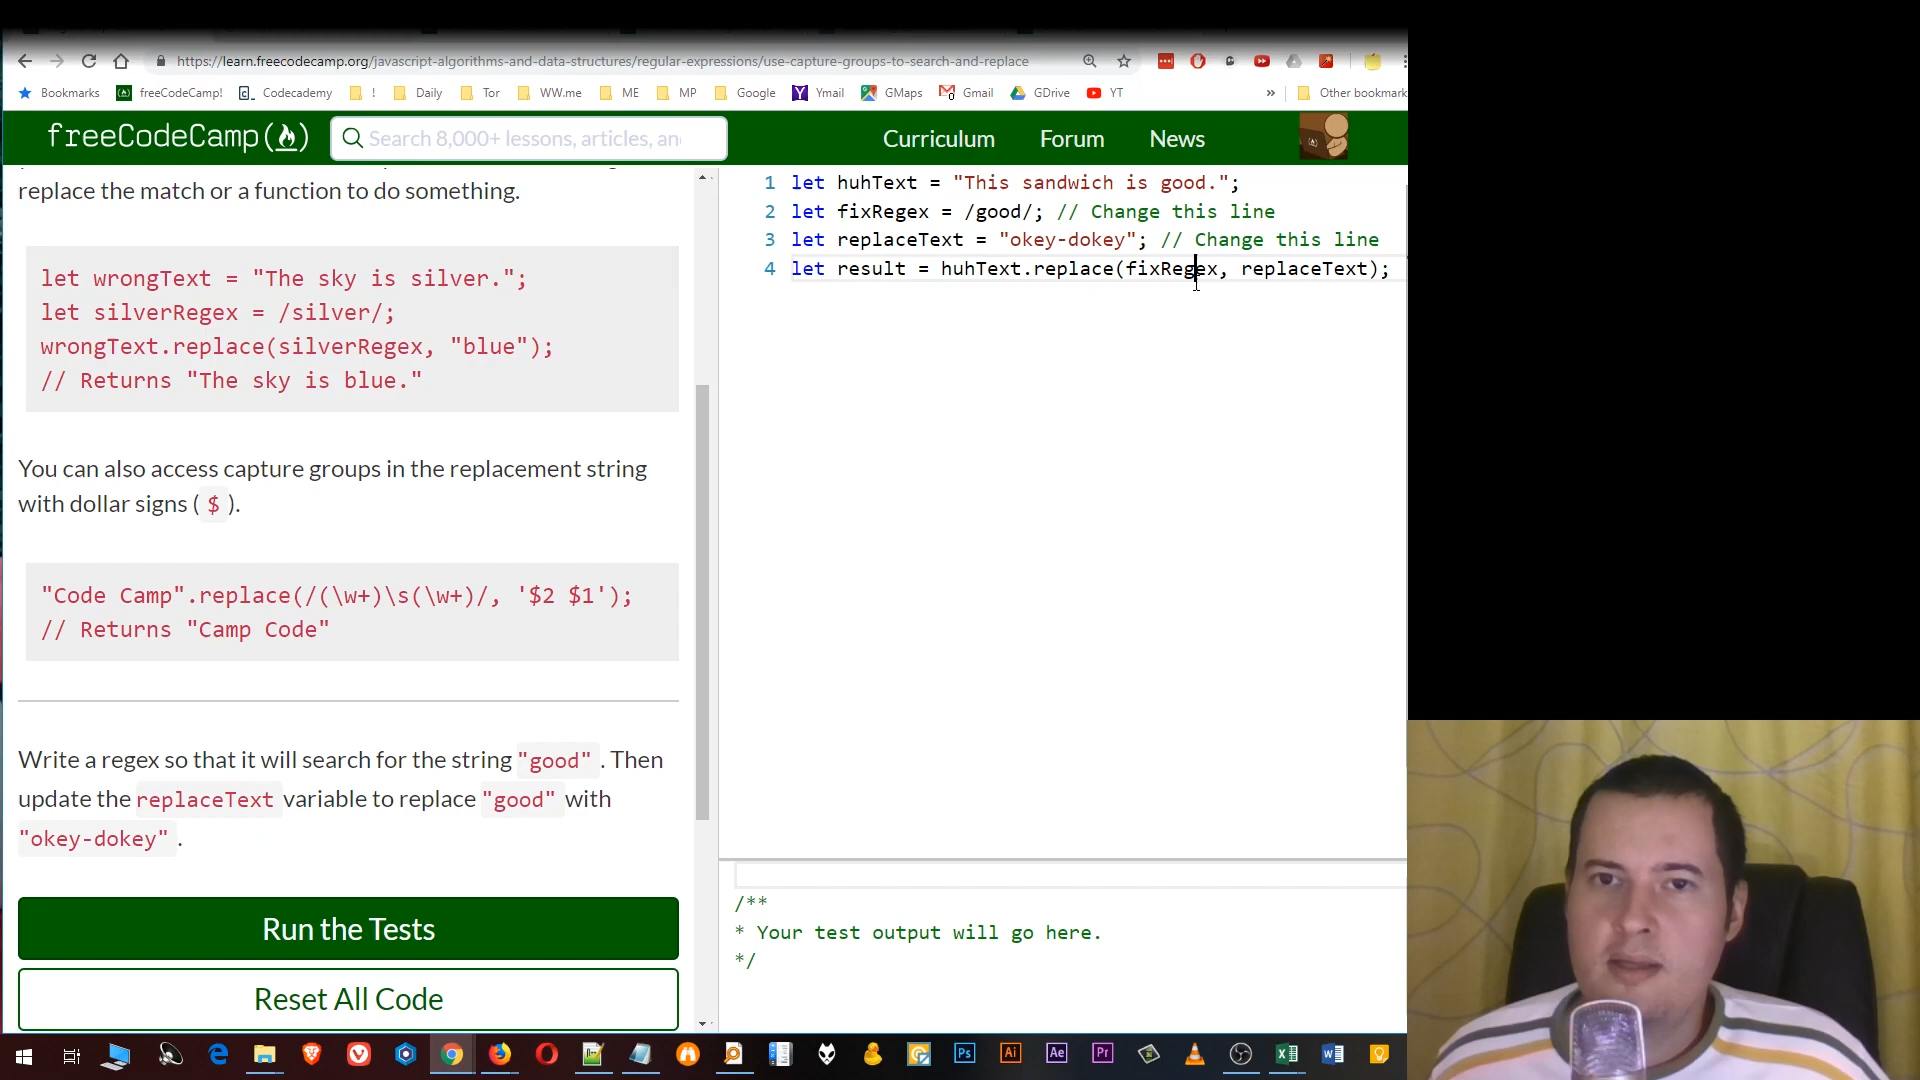 https://learn.freecodecamp.org/javascript-algorithms-and-data-structures/regular-expressions/use-capture-groups-to-search-and-replace
Bookmarks freeCodeCamp! Codecademy ! Daily Tor WW.me ME MP Google Ymail GMaps Gmail GDrive YT » Other bookmark
freeCodeCamp Search 8,000+ lessons, articles, an Curriculum Forum News
replace the match or a function to do something.
let wrongText = "The sky is silver.";
let silverRegex = /silver/;
wrongText.replace(silverRegex, "blue");
// Returns "The sky is blue."
You can also access capture groups in the replacement string
with dollar signs ( $ ).
"Code Camp".replace(/(\w+)\s(\w+)/, '$2 $1');
// Returns "Camp Code"
Write a regex so that it will search for the string "good" . Then
update the replaceText variable to replace "good" with
"okey-dokey" .
Run the Tests
Reset All Code
1 let huhText = "This sandwich is good.";
2 let fixRegex = /good/; // Change this line
3 let replaceText = "okey-dokey"; // Change this line
4 let result = huhText.replace(fixRegex, replaceText);
/**
* Your test output will go here.
*/
Ps Ai Ae Pr